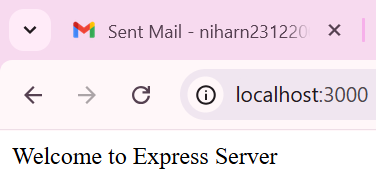 Sent Mail - niharn231220
localhost:3000
Welcome to Express Server